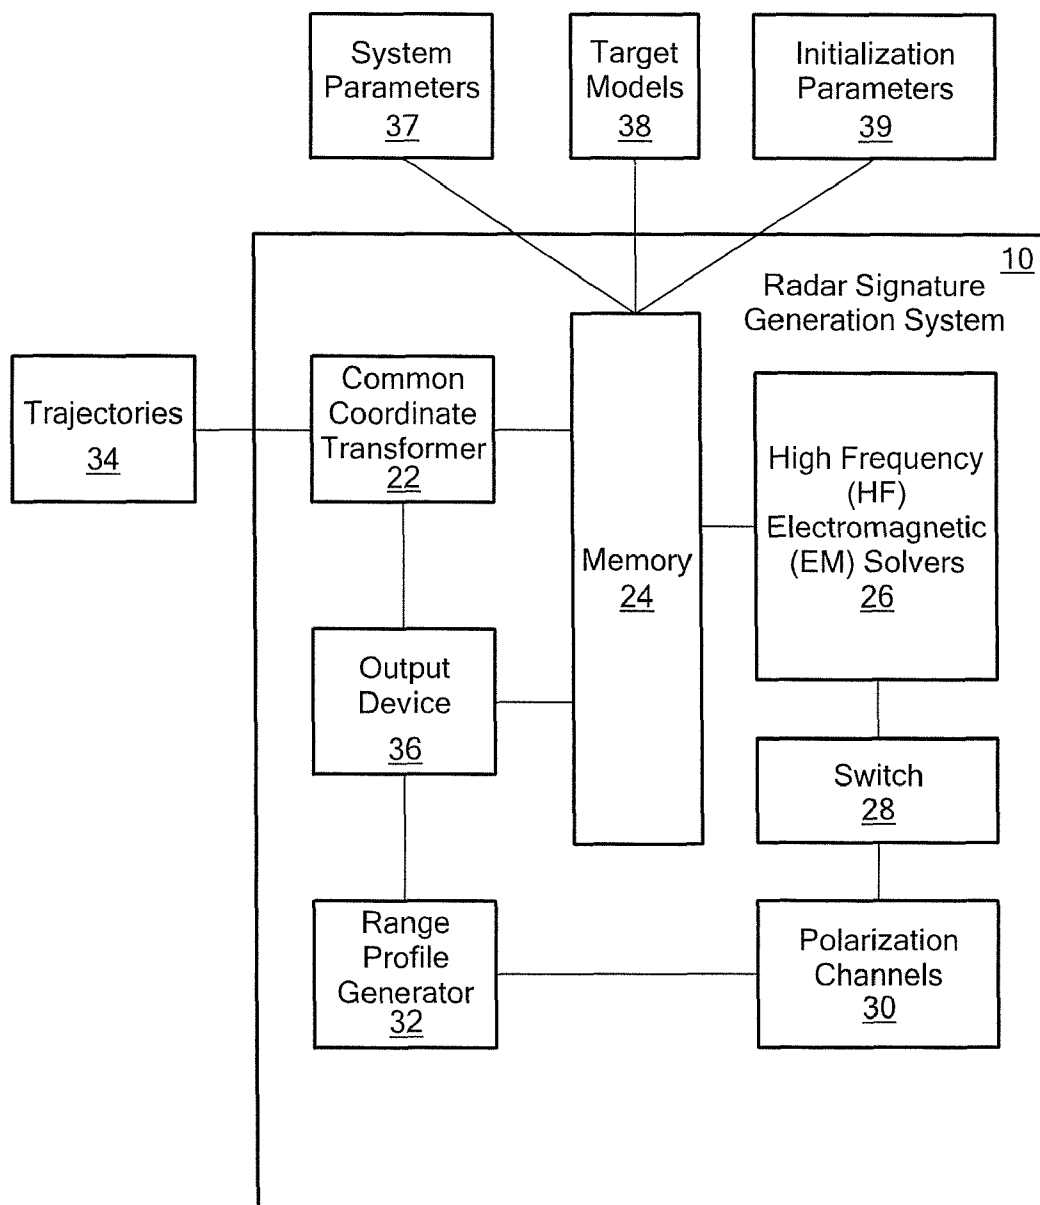 System
Parameters
37
Target
Models
38
Initialization
Parameters
39
10
Radar Signature
Generation System
Trajectories
34
Common
Coordinate
Transformer
22
Memory
24
High Frequency
(HF)
Electromagnetic
(EM) Solvers
26
Output
Device
36
Switch
28
Range
Profile
Generator
32
Polarization
Channels
30